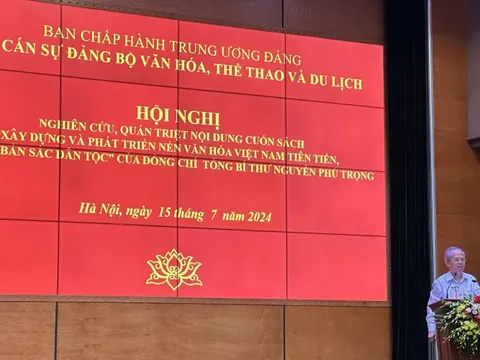 BAN CHẤP HÀNH TRUNG ƯƠNG ĐẢNG
CÁN SỰ ĐẢNG BỘ VĂN HÓA, THỂ THAO VÀ DU LỊCH
HỘI NGHỊ
NGHIÊN CỨU, QUÁN TRIỆT NỘI DUNG CUỐN SÁCH
XÂY DỰNG VÀ PHÁT TRIỂN NỀN VĂN HÓA VIỆT NAM TIÊN TIẾN,
BẢN SẮC DÂN TỘC" CỦA ĐỒNG CHÍ TỔNG BÍ THƯ NGUYỄN PHÚ TRỌNG
Hà Nội, ngày 15 tháng 7 năm 2024